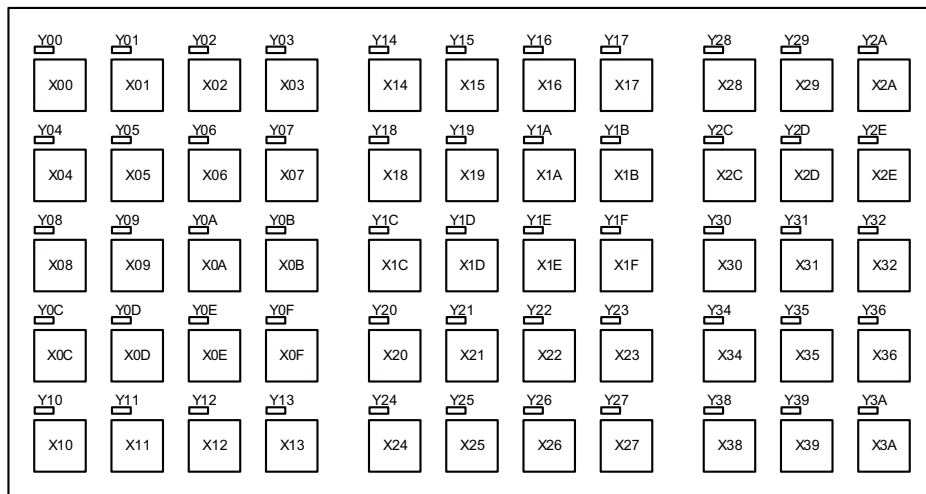 Y00 Y01 Y02 Y03 Y14 Y15 Y16 Y17 Y28 Y29 Y2A
X00 X01 X02 X03 X14 X15 X16 X17 X28 X29 X2A
Y04 Y05 Y06 Y07 Y18 Y19 Y1A Y1B Y2C Y2D Y2E
X04 X05 X06 X07 X18 X19 X1A X1B X2C X2D X2E
Y08 Y09 Y0A Y0B Y1C Y1D Y1E Y1F Y30 Y31 Y32
X08 X09 X0A X0B X1C X1D X1E X1F X30 X31 X32
Y0C Y0D Y0E Y0F Y20 Y21 Y22 Y23 Y34 Y35 Y36
X0C X0D X0E X0F X20 X21 X22 X23 X34 X35 X36
Y10 Y11 Y12 Y13 Y24 Y25 Y26 Y27 Y38 Y39 Y3A
X10 X11 X12 X13 X24 X25 X26 X27 X38 X39 X3A